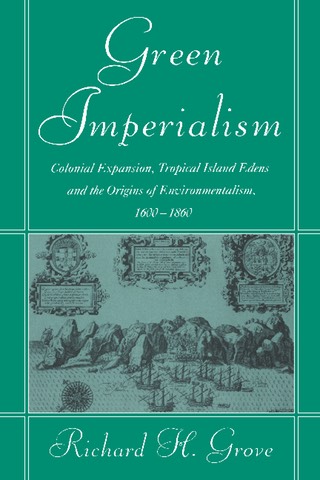 Green
Imperialism
Colonial Expansion, Tropical Island Edens
and the Origins of Environmentalism,
1600–1860
Richard H. Grove